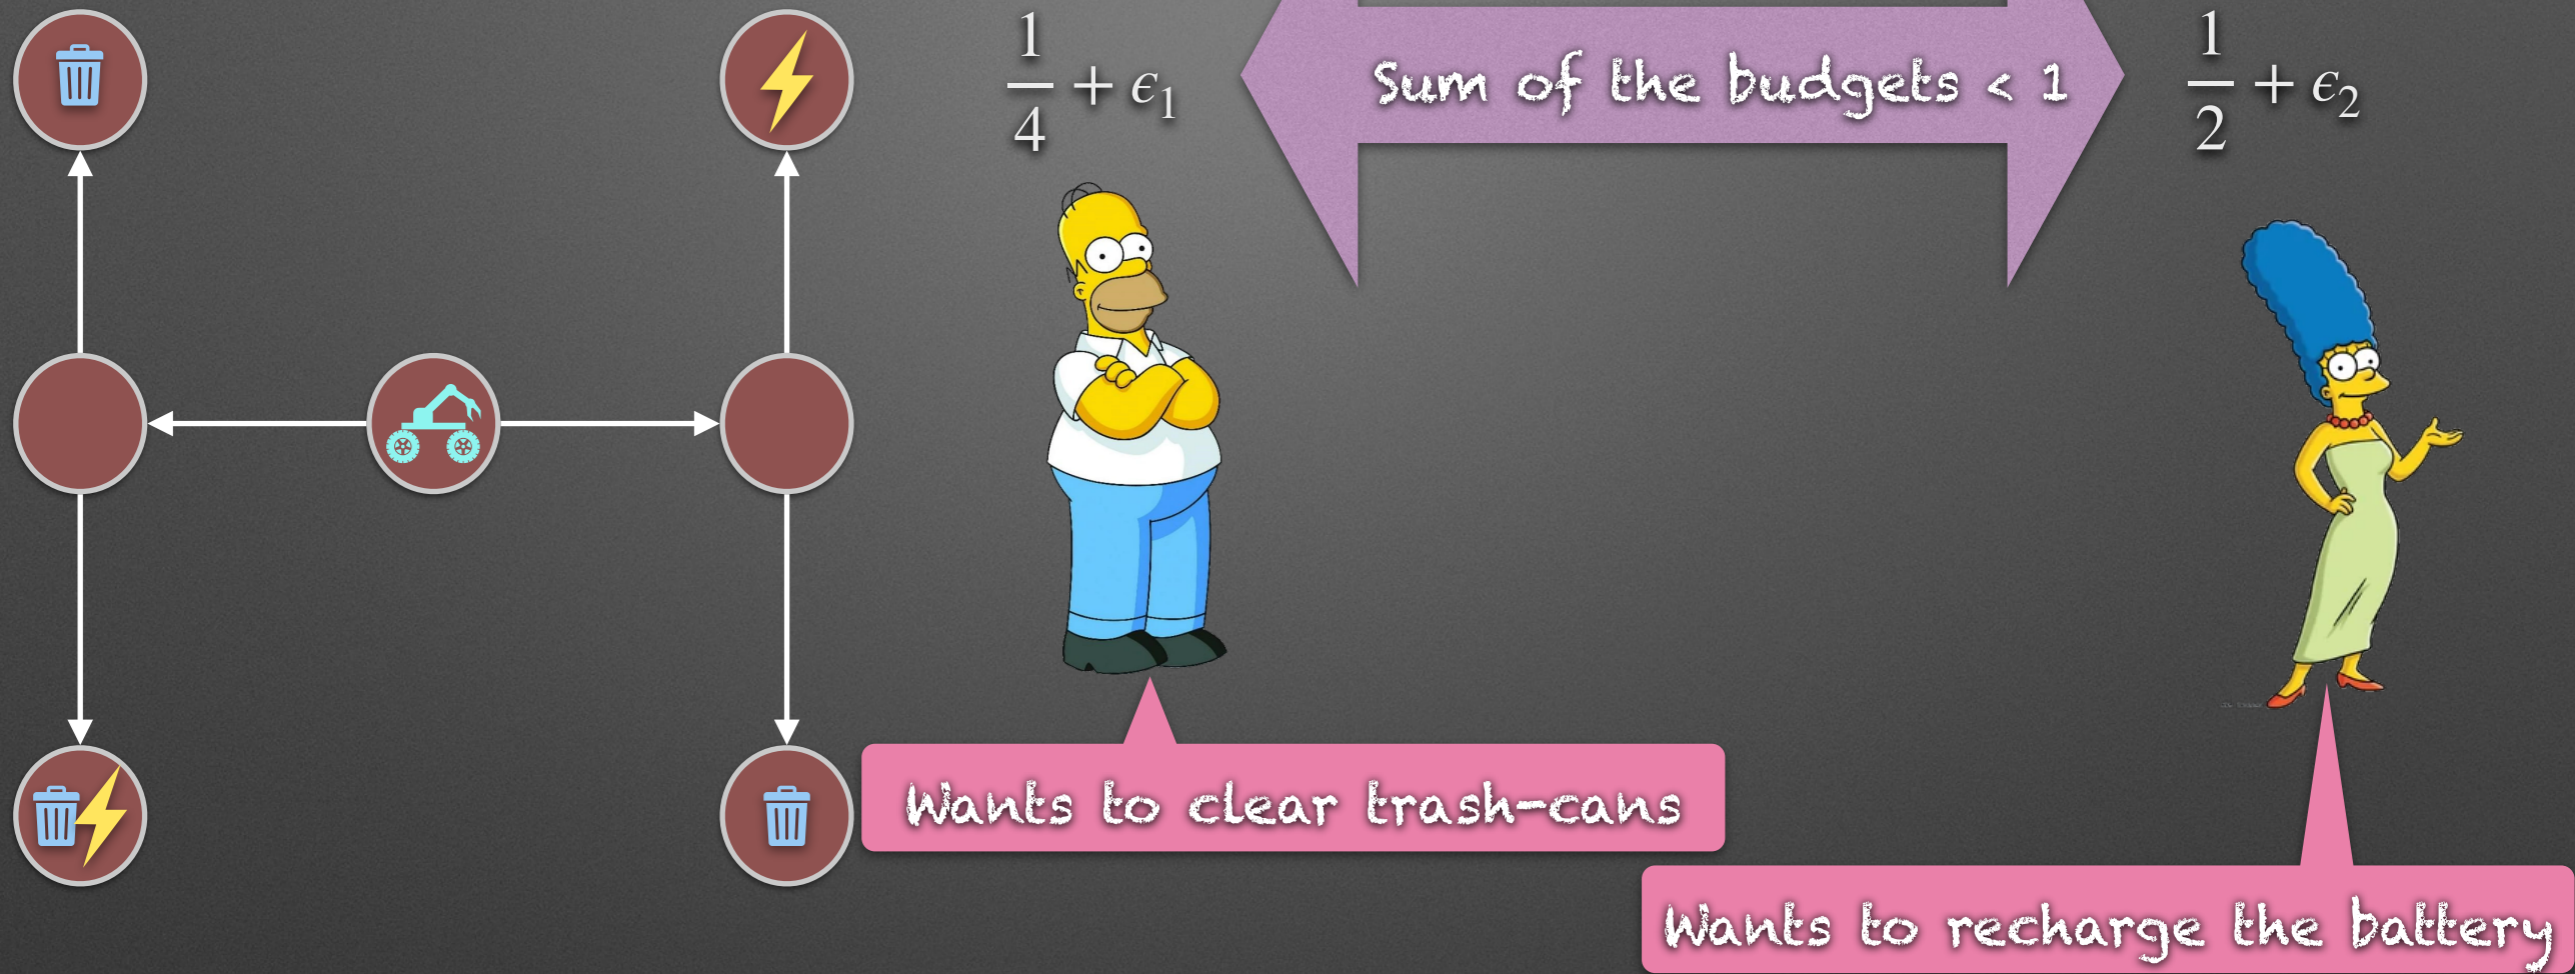 1/4 + ϵ₁
Sum of the budgets < 1
1/2 + ϵ₂
Wants to clear trash-cans
Wants to recharge the battery